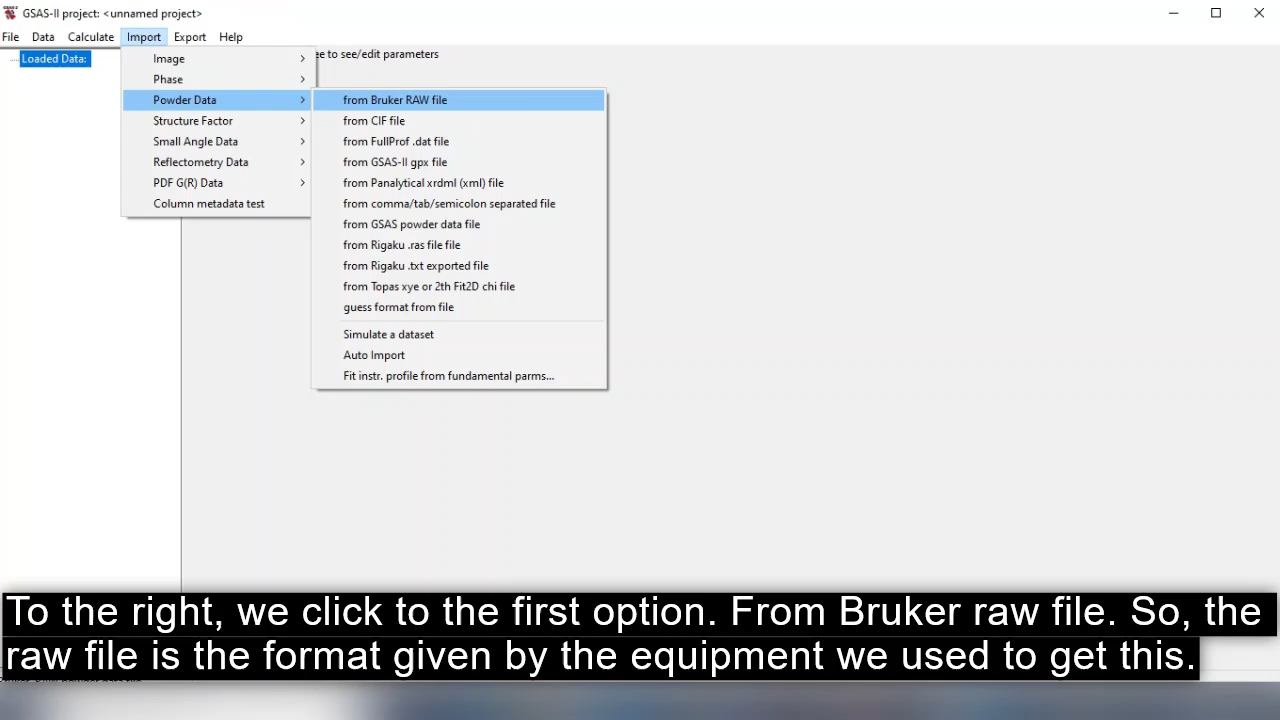 GSAS-II project: <unnamed project>
File Data Calculate Import Export Help
Loaded Data:
ee to see/edit parameters
Image
Phase
Powder Data
Structure Factor
Small Angle Data
Reflectometry Data
PDF G(R) Data
Column metadata test
from Bruker RAW file
from CIF file
from FullProf .dat file
from GSAS-II gpx file
from Panalytical xrdml (xml) file
from comma/tab/semicolon separated file
from GSAS powder data file
from Rigaku .ras file file
from Rigaku .txt exported file
from Topas xye or 2th Fit2D chi file
guess format from file
Simulate a dataset
Auto Import
Fit instr. profile from fundamental parms...
To the right, we click to the first option. From Bruker raw file. So, the
raw file is the format given by the equipment we used to get this.